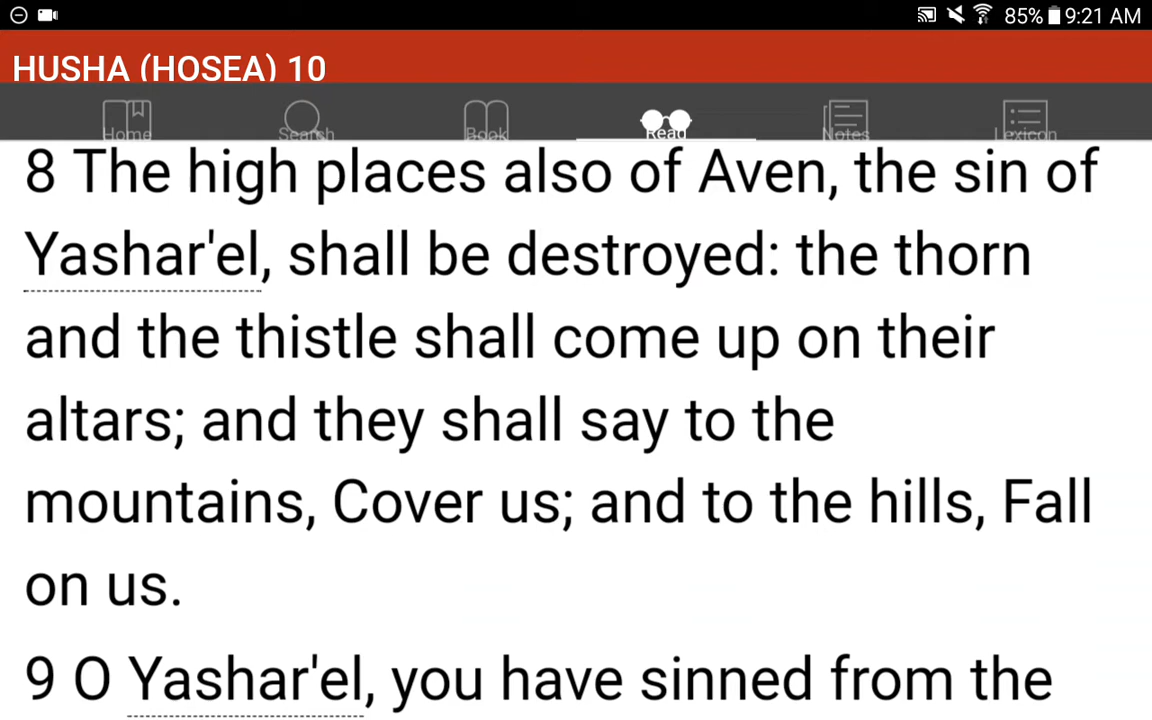 85% 9:21 AM
HUSHA (HOSEA) 10
Home Search Book Read Notes Lexicon
8 The high places also of Aven, the sin of
Yashar'el, shall be destroyed: the thorn
and the thistle shall come up on their
altars; and they shall say to the
mountains, Cover us; and to the hills, Fall
on us.
9 O Yashar'el, you have sinned from the